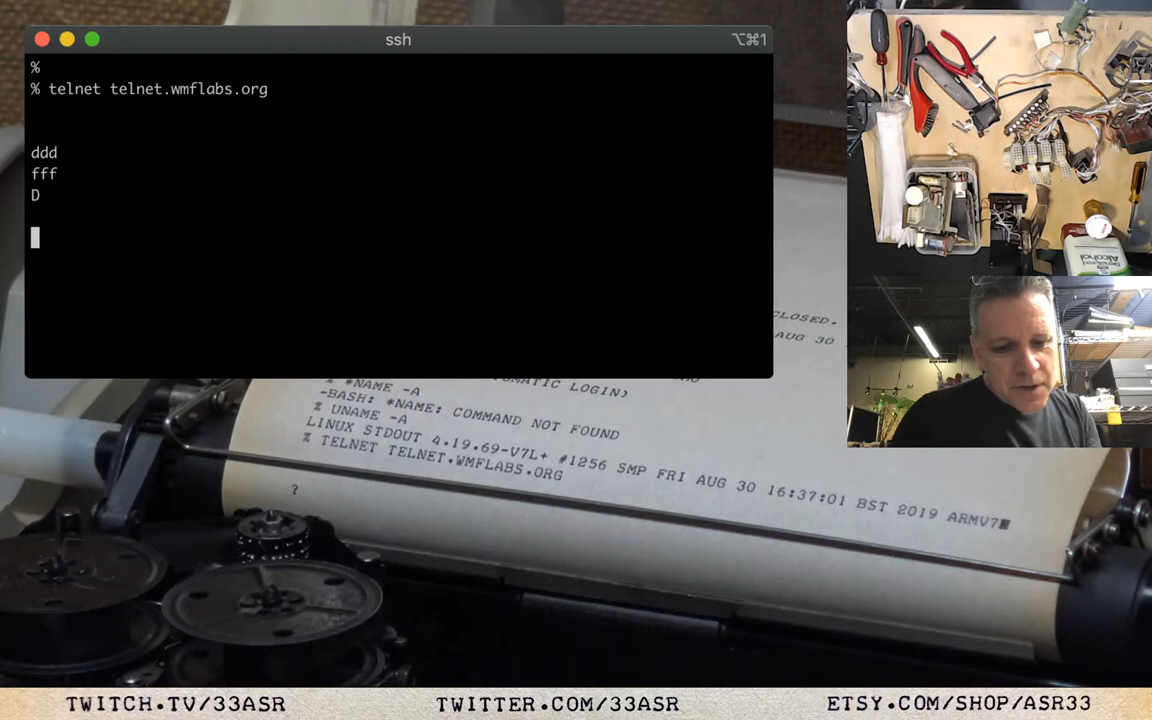 ssh
⌥⌘1
%
% telnet telnet.wmflabs.org
ddd
fff
D
CLOSED.
AUG 30
LOGIN)
% *NAME -A
-BASH: *NAME: COMMAND NOT FOUND
% UNAME -A
LINUX STDOUT 4.19.69-V7L+ #1256 SMP FRI AUG 30 16:37:01 BST 2019 ARMV7
% TELNET TELNET.WMFLABS.ORG
?
Alcohol
TWITCH.TV/33ASR
TWITTER.COM/33ASR
ETSY.COM/SHOP/ASR33